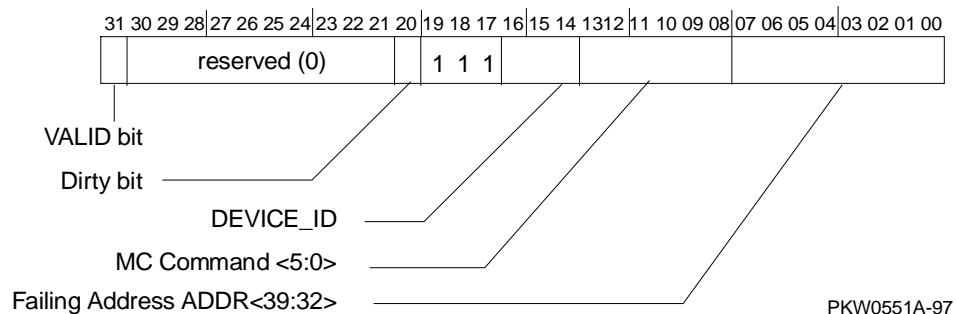 31 30 29 28 27 26 25 24 23 22 21 20 19 18 17 16 15 14 1312 11 10 09 08 07 06 05 04 03 02 01 00
reserved (0) 1 1 1
VALID bit
Dirty bit
DEVICE_ID
MC Command <5:0>
Failing Address ADDR<39:32>
PKW0551A-97